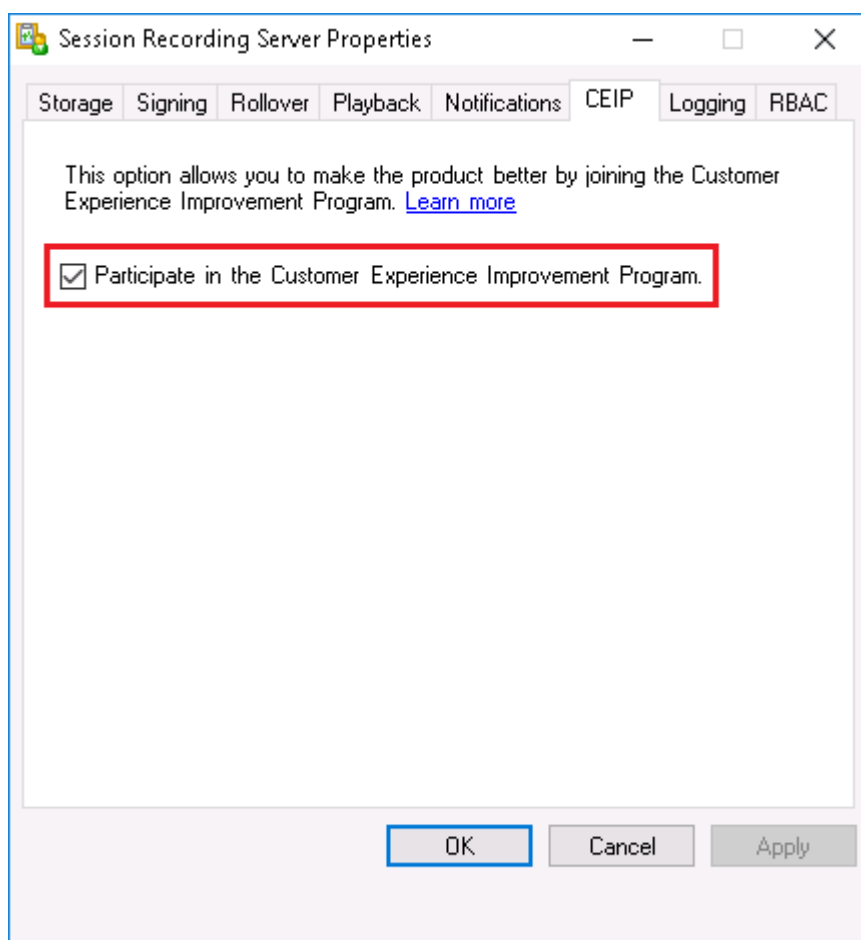 Session Recording Server Properties
Storage Signing Rollover Playback Notifications CEIP Logging RBAC
This option allows you to make the product better by joining the Customer
Experience Improvement Program. Learn more
Participate in the Customer Experience Improvement Program.
OK Cancel Apply